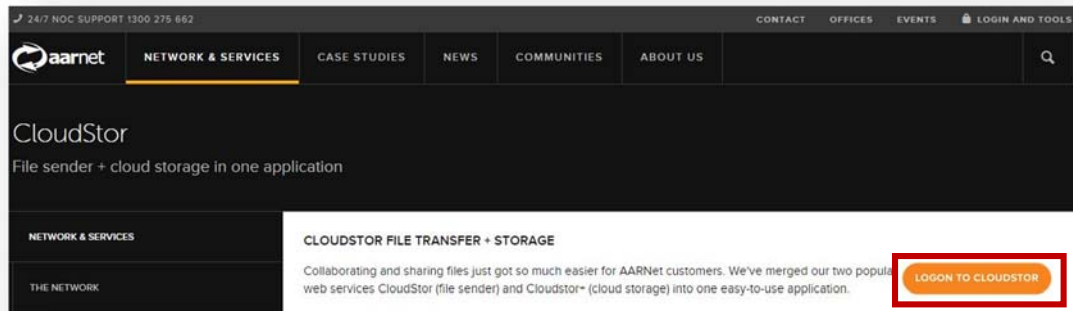 24/7 NOC SUPPORT 1300 275 662
CONTACT OFFICES EVENTS LOGIN AND TOOLS
aarnet NETWORK & SERVICES CASE STUDIES NEWS COMMUNITIES ABOUT US
CloudStor
File sender + cloud storage in one application
NETWORK & SERVICES
THE NETWORK
CLOUDSTOR FILE TRANSFER + STORAGE
Collaborating and sharing files just got so much easier for AARNet customers. We've merged our two popula
web services CloudStor (file sender) and Cloudstor+ (cloud storage) into one easy-to-use application.
LOGON TO CLOUDSTOR